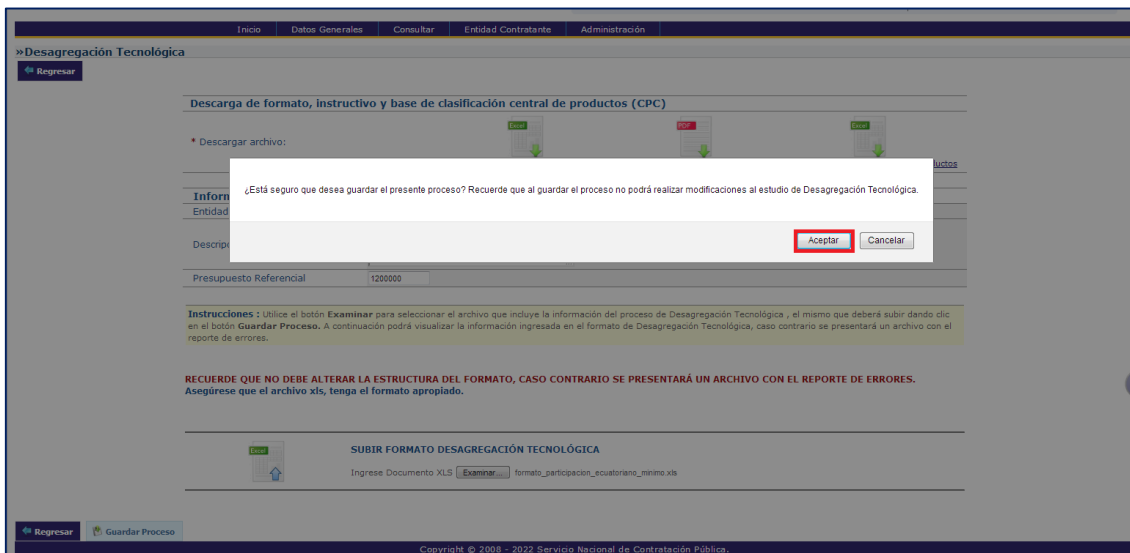 Inicio Datos Generales Consultar Entidad Contratante Administración
»Desagregación Tecnológica
Regresar
Descarga de formato, instructivo y base de clasificación central de productos (CPC)
* Descargar archivo:
Excel PDF Excel
¿Está seguro que desea guardar el presente proceso? Recuerde que al guardar el proceso no podrá realizar modificaciones al estudio de Desagregación Tecnológica.
Aceptar Cancelar
Entidad
Presupuesto Referencial 1200000
Instrucciones : Utilice el botón Examinar para seleccionar el archivo que incluye la información del proceso de Desagregación Tecnológica , el mismo que deberá subir dando clic
en el botón Guardar Proceso. A continuación podrá visualizar la información ingresada en el formato de Desagregación Tecnológica, caso contrario se presentará un archivo con el
reporte de errores.
RECUERDE QUE NO DEBE ALTERAR LA ESTRUCTURA DEL FORMATO, CASO CONTRARIO SE PRESENTARÁ UN ARCHIVO CON EL REPORTE DE ERRORES.
Asegúrese que el archivo xls, tenga el formato apropiado.
Excel
SUBIR FORMATO DESAGREGACIÓN TECNOLÓGICA
Ingrese Documento XLS Examinar... formato_participacion_ecuatoriano_minimo.xls
Regresar Guardar Proceso
Copyright © 2008 - 2022 Servicio Nacional de Contratación Pública.